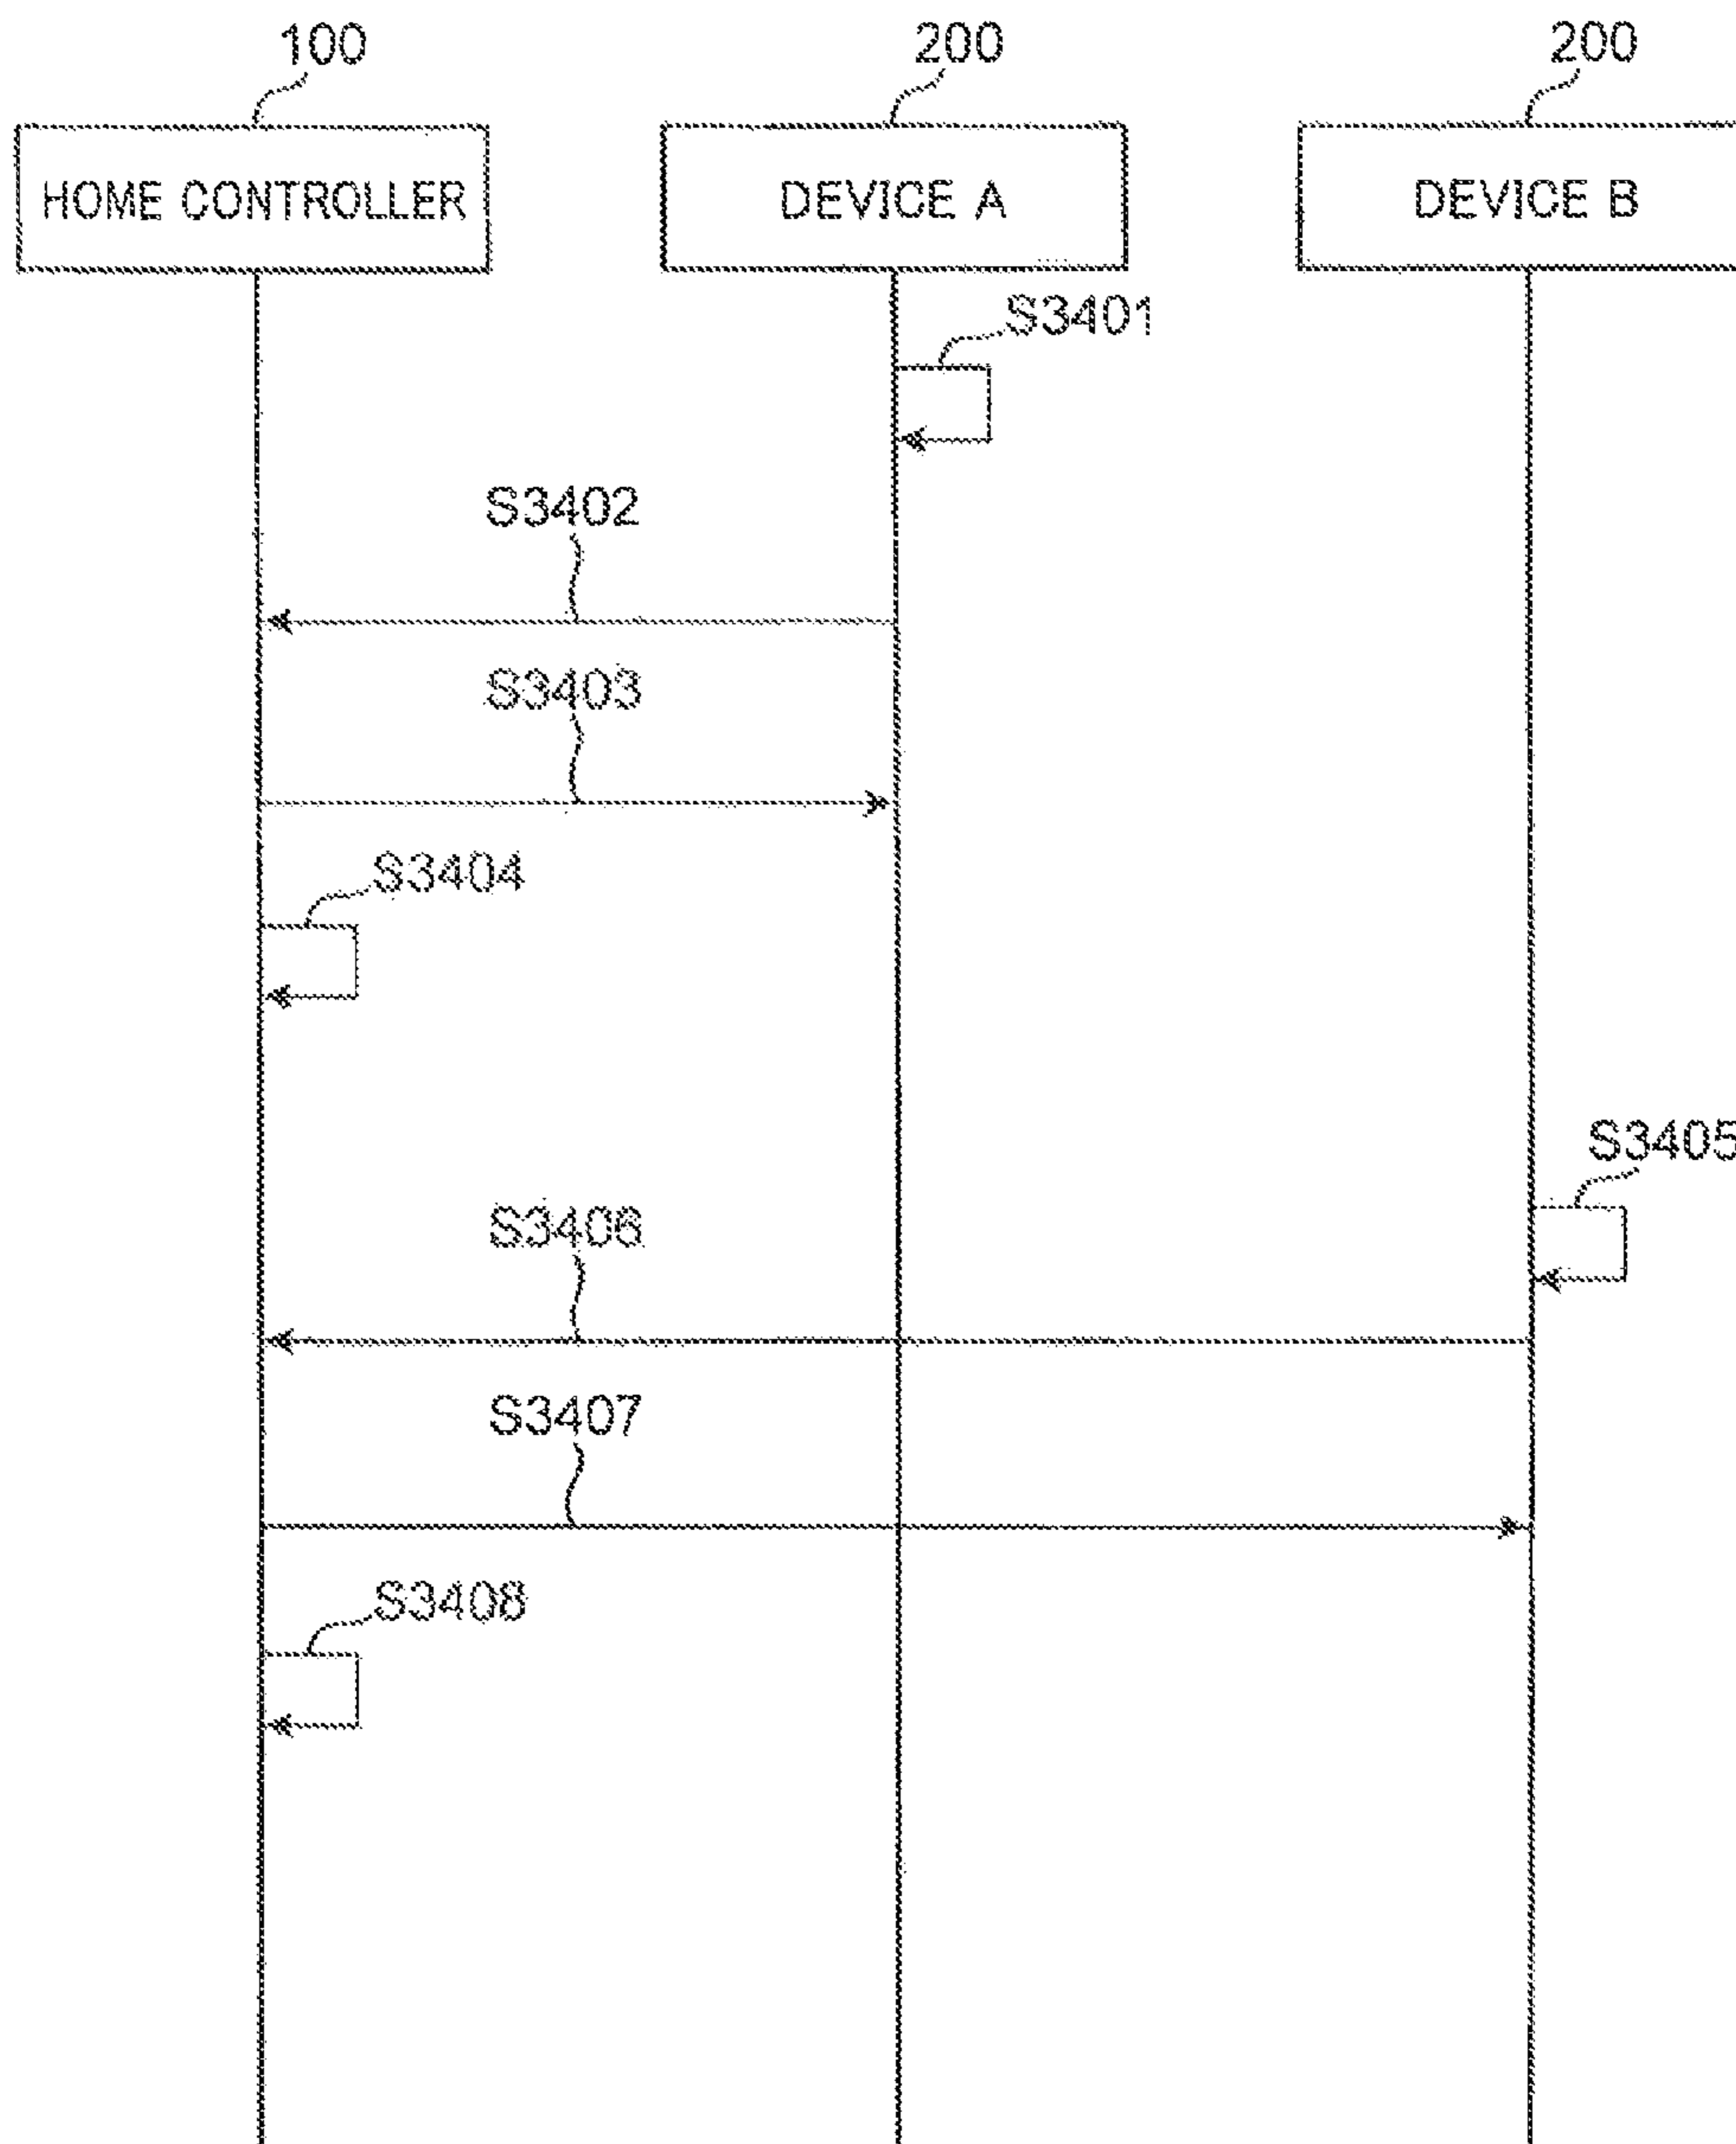 100
200
200
HOME CONTROLLER
DEVICE A
DEVICE B
S3401
S3402
S3403
S3404
S3405
S3406
S3407
S3408